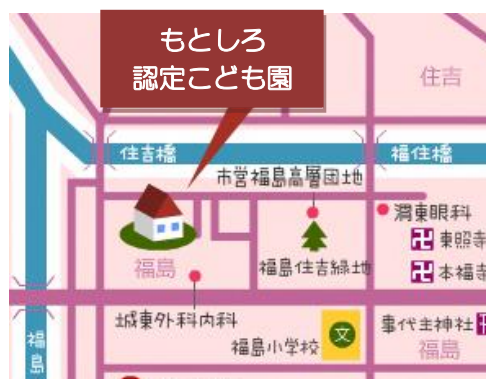 もとしろ
認定こども園
住吉
住吉橋
福住橋
市営福島高層団地
潤東眼科
東照寺
本福寺
福島
福島住吉緑地
城東外科内科
福島小学校
文
事代主神社
福島
福島